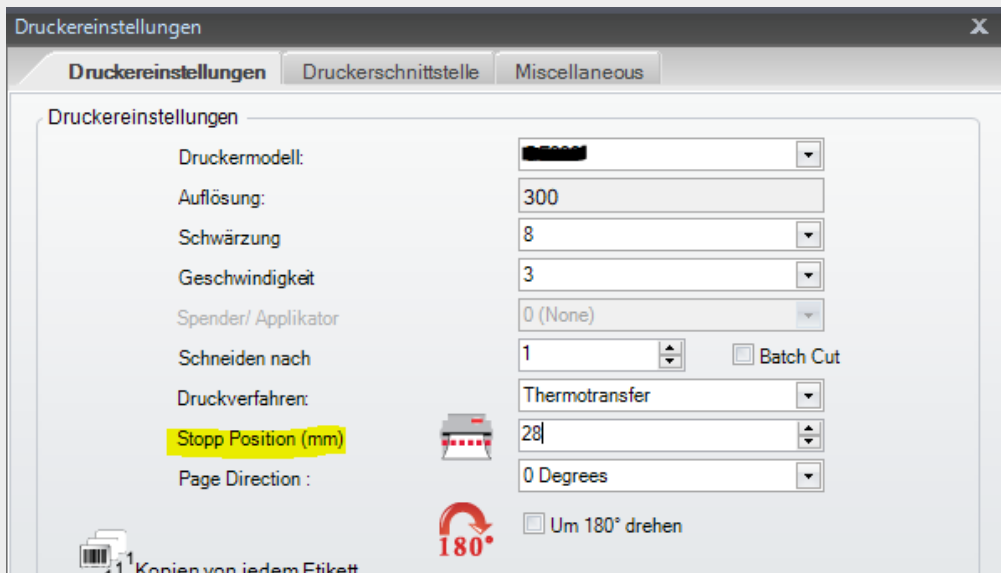 Druckereinstellungen X
Druckereinstellungen Druckerschnittstelle Miscellaneous
Druckereinstellungen
Druckermodell:
Auflösung: 300
Schwärzung 8
Geschwindigkeit 3
Spender/ Applikator 0 (None)
Schneiden nach 1 Batch Cut
Druckverfahren: Thermotransfer
Stopp Position (mm) 28
Page Direction : 0 Degrees
180° Um 180° drehen
1 1 Kopien von jedem Etikett